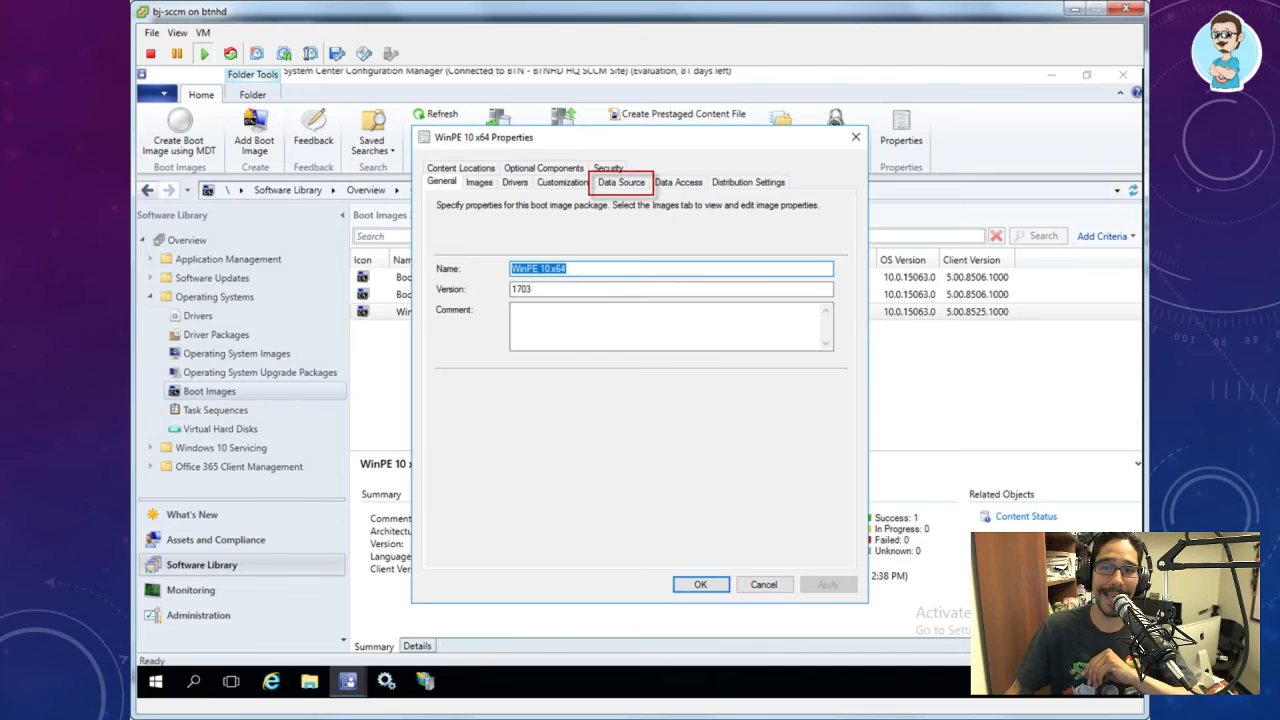 bj-sccm on btnhd
File View VM
Folder Tools System Center Configuration Manager (Connected to BTN - BTNHD HQ SCCM Site) (Evaluation, 81 days left)
Home Folder
Create Boot Image using MDT
Add Boot Image
Feedback
Saved Searches
Refresh
Create Prestaged Content File
Properties
Boot Images Create Feedback Search Properties
\ Software Library Overview
Software Library
Overview
Application Management
Software Updates
Operating Systems
Drivers
Driver Packages
Operating System Images
Operating System Upgrade Packages
Boot Images
Task Sequences
Virtual Hard Disks
Windows 10 Servicing
Office 365 Client Management
What's New
Assets and Compliance
Software Library
Monitoring
Administration
Ready
Boot Images
Search
Search Add Criteria
Icon
OS Version Client Version
10.0.15063.0 5.00.8506.1000
10.0.15063.0 5.00.8506.1000
10.0.15063.0 5.00.8525.1000
WinPE 10 x64 Properties
Content Locations Optional Components Security
General Images Drivers Customization Data Source Data Access Distribution Settings
Specify properties for this boot image package. Select the Images tab to view and edit image properties.
Name: WinPE 10 x64
Version: 1703
Comment:
OK Cancel Apply
WinPE 10
Summary
Version:
Success: 1
In Progress: 0
Failed: 0
Unknown: 0
2:38 PM)
Related Objects
Content Status
Activate
Go to
Summary Details